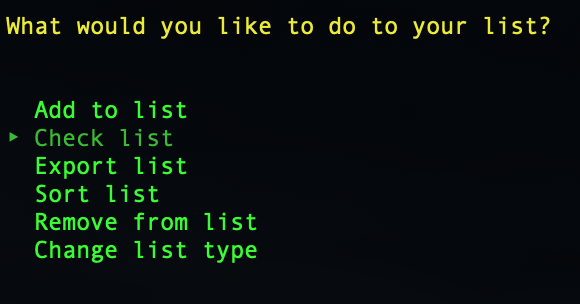 What would you like to do to your list?
Add to list
▸ Check list
Export list
Sort list
Remove from list
Change list type